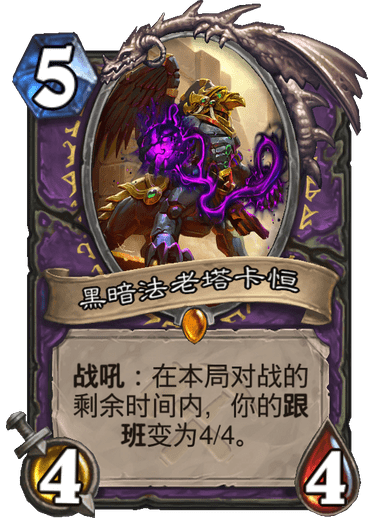 5
黑暗法老塔卡恒
战吼：在本局对战的
剩余时间内，你的跟
班变为4/4。
4
4